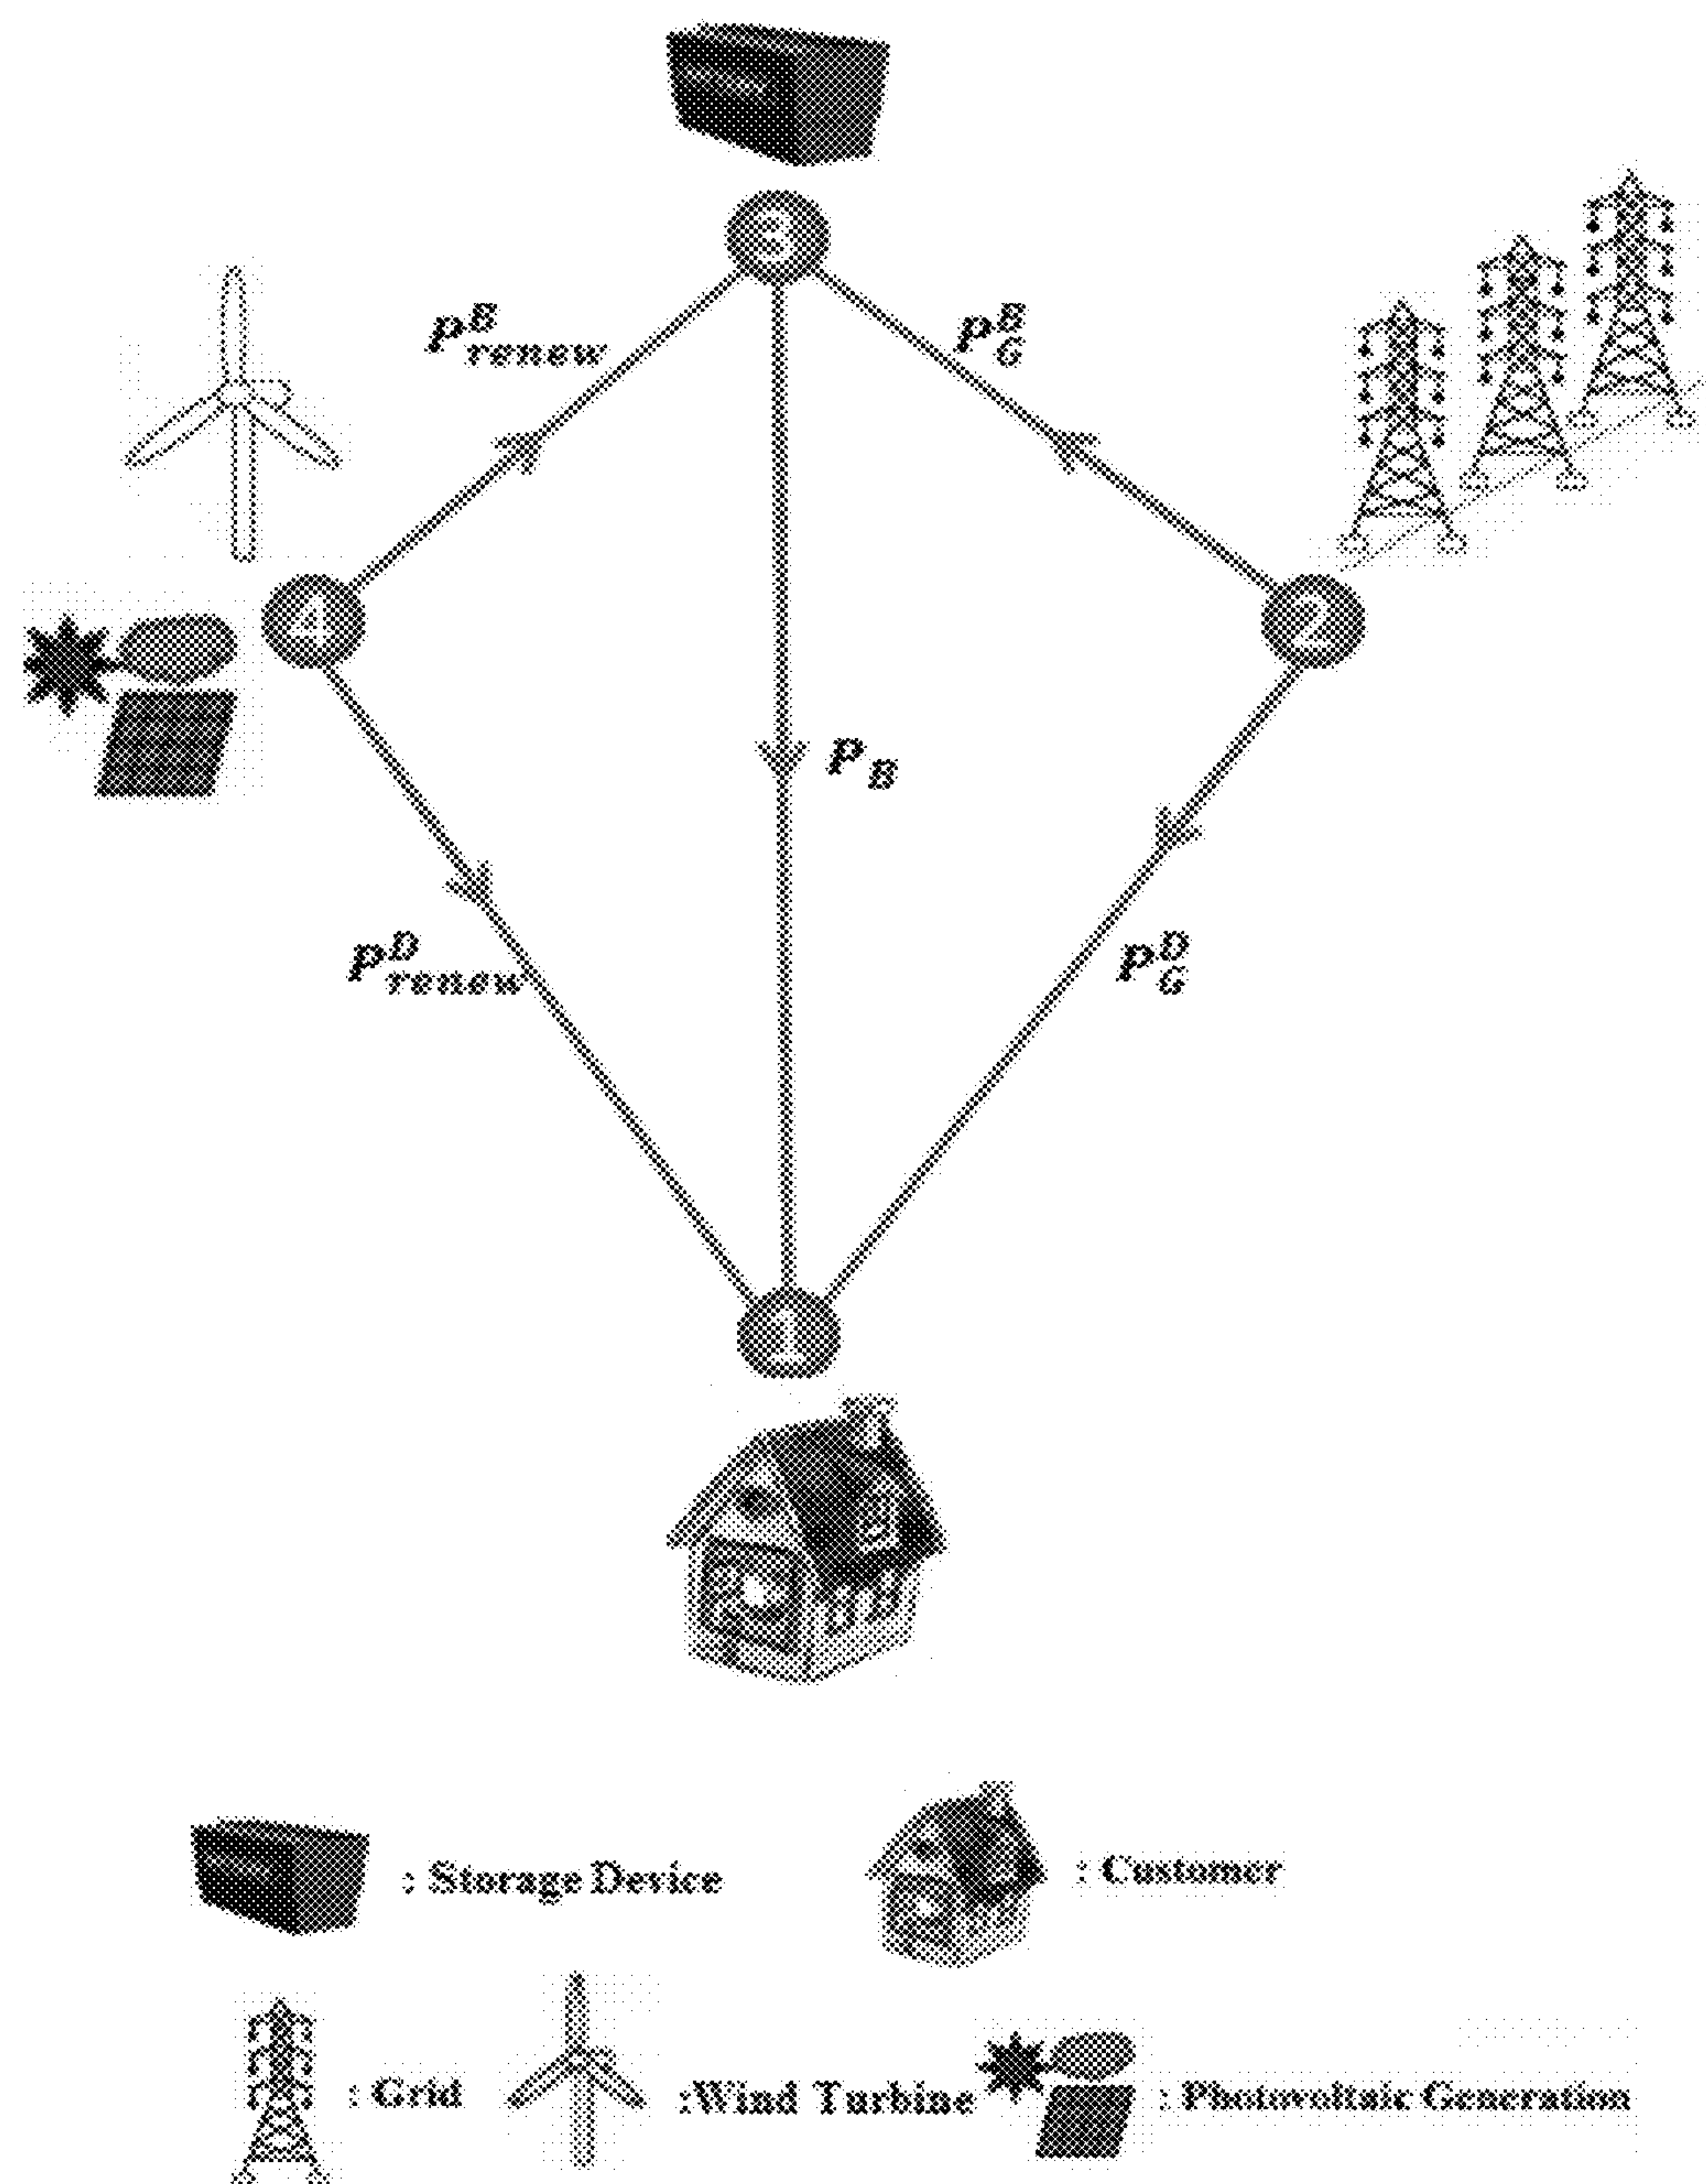 3
P^B_renew
P^B_G
4
2
P_B
P^D_renew
P^D_G
1
: Storage Device
: Customer
: Grid
:Wind Turbine
: Photovoltaic Generation